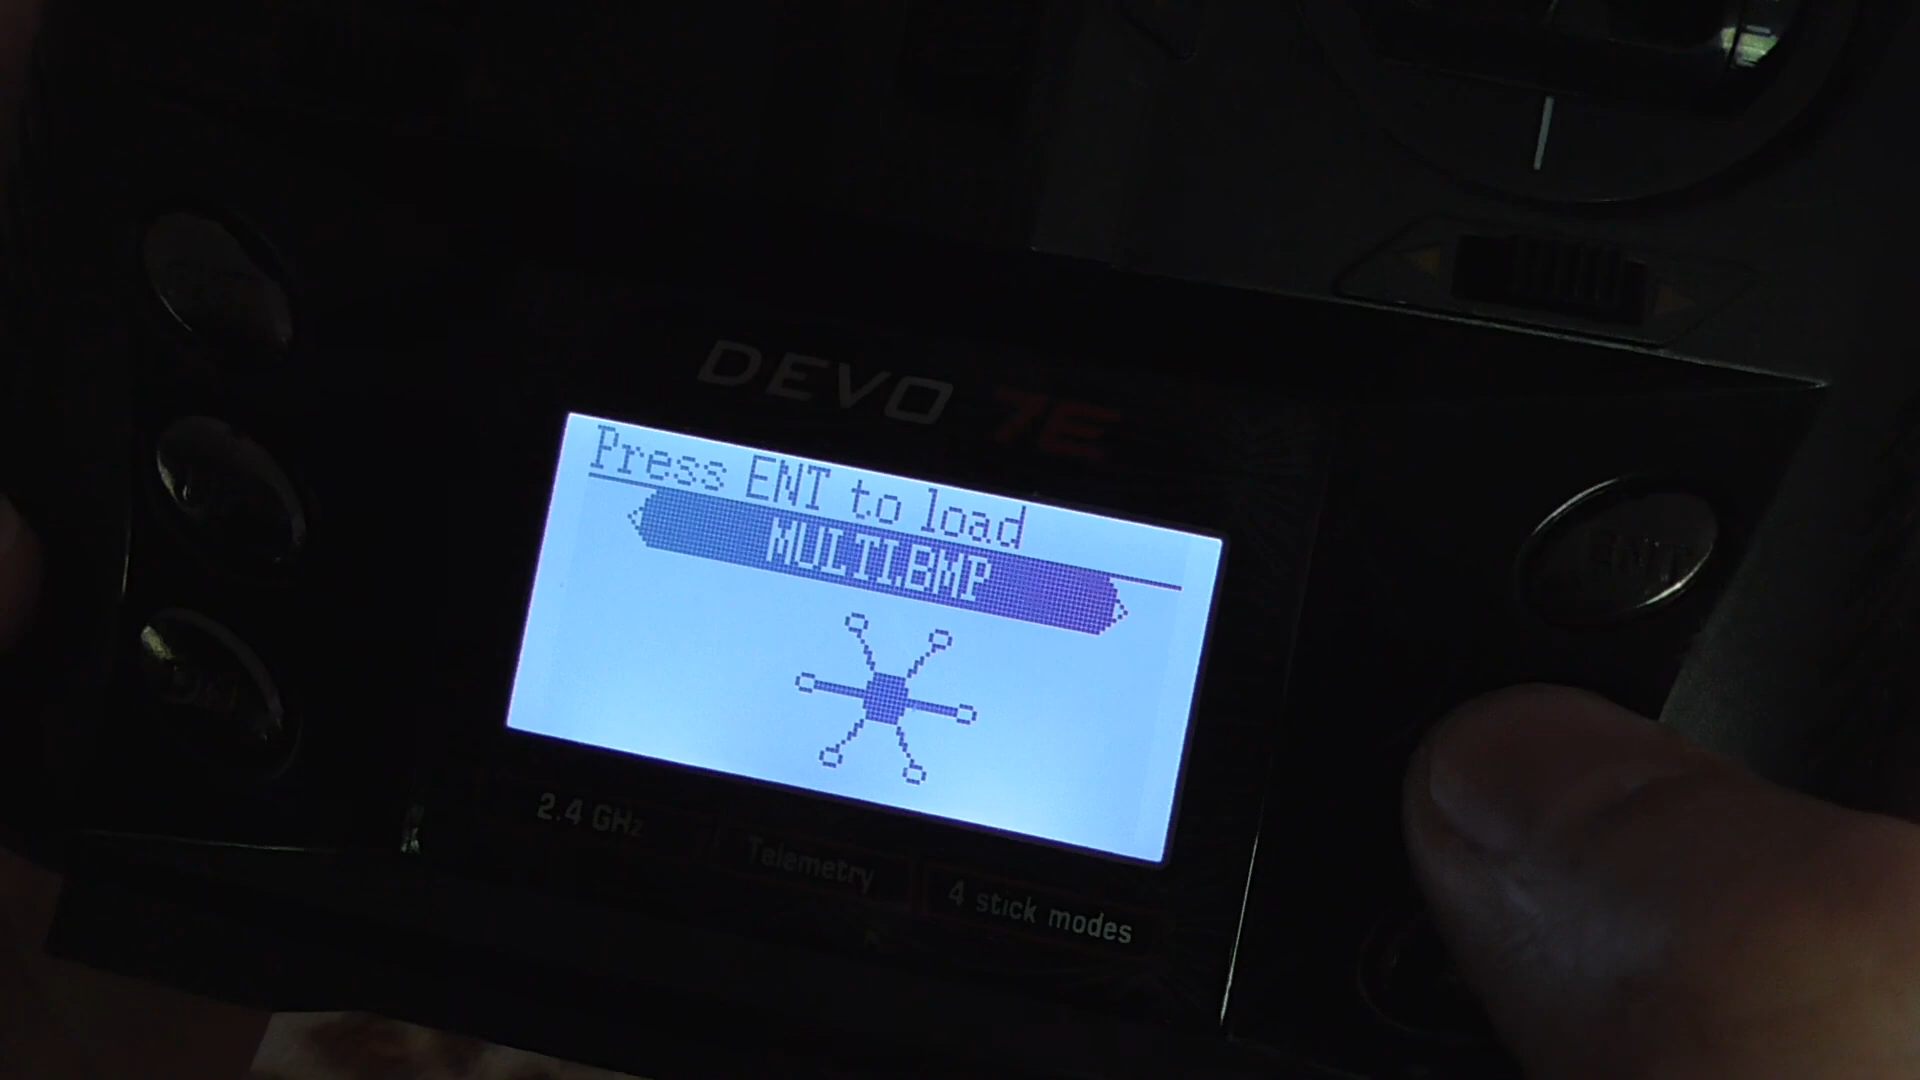 DEVO 7E
Press ENT to load
MULTI.BMP
ENT
2.4 GHz
Telemetry
4 stick modes